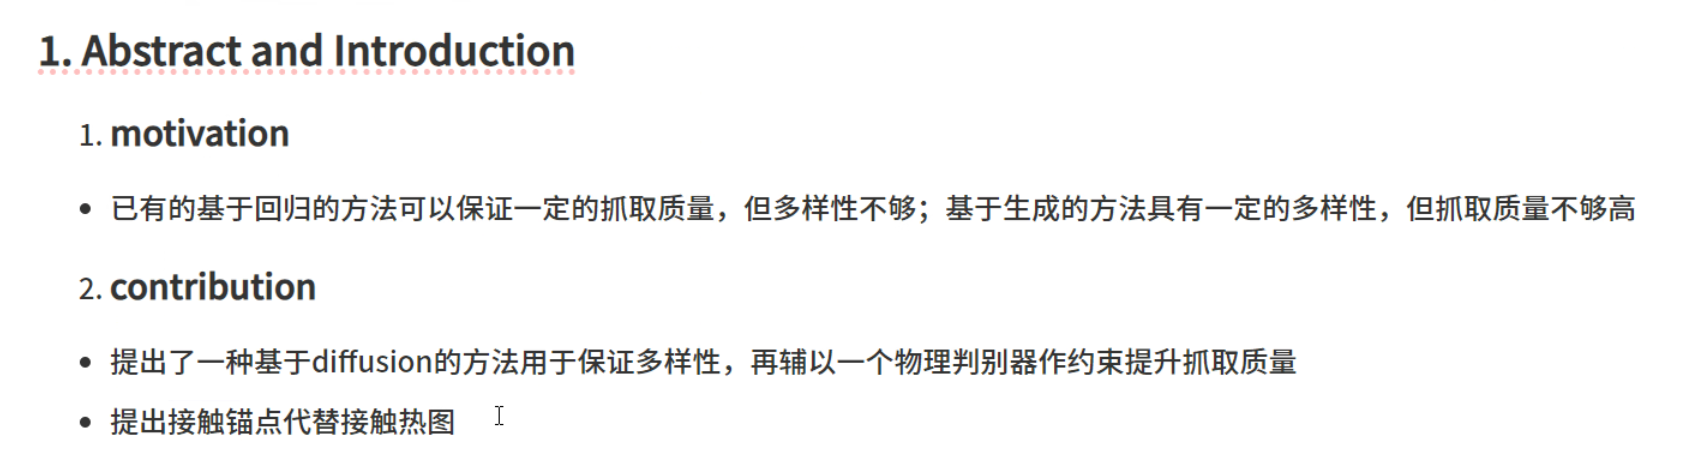 1. Abstract and Introduction
1. motivation
• 已有的基于回归的方法可以保证一定的抓取质量，但多样性不够；基于生成的方法具有一定的多样性，但抓取质量不够高
2. contribution
• 提出了一种基于diffusion的方法用于保证多样性，再辅以一个物理判别器作约束提升抓取质量
• 提出接触锚点代替接触热图